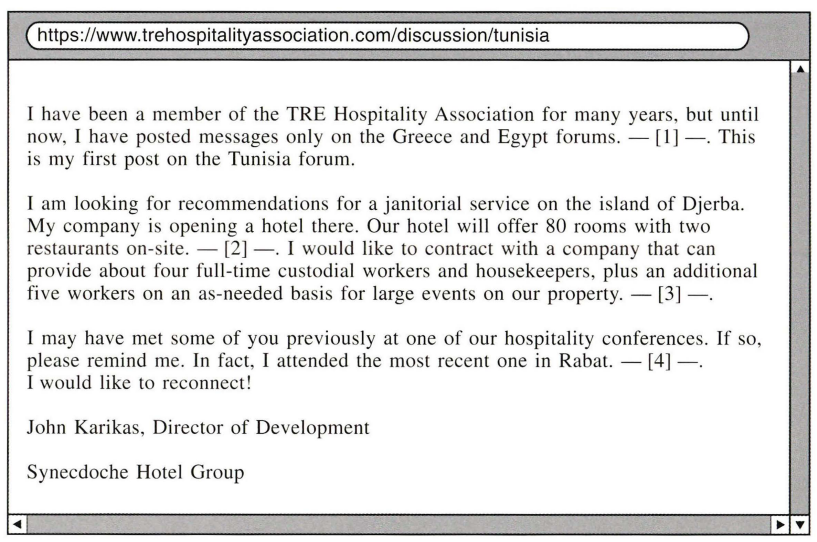 https://www.trehospitalityassociation.com/discussion/tunisia
I have been a member of the TRE Hospitality Association for many years, but until
now, I have posted messages only on the Greece and Egypt forums. — [1] —. This
is my first post on the Tunisia forum.
I am looking for recommendations for a janitorial service on the island of Djerba.
My company is opening a hotel there. Our hotel will offer 80 rooms with two
restaurants on-site. — [2] —. I would like to contract with a company that can
provide about four full-time custodial workers and housekeepers, plus an additional
five workers on an as-needed basis for large events on our property. — [3] —.
I may have met some of you previously at one of our hospitality conferences. If so,
please remind me. In fact, I attended the most recent one in Rabat. — [4] —.
I would like to reconnect!
John Karikas, Director of Development
Synecdoche Hotel Group